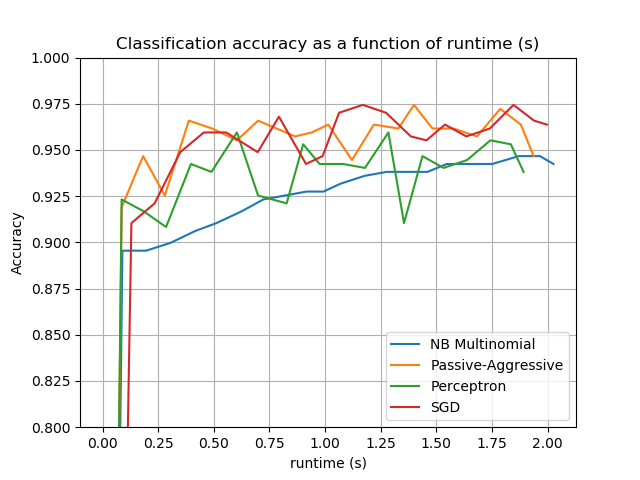 Classification accuracy as a function of runtime (s)
1.000
0.975
0.950
0.925
0.900
0.875
0.850
0.825
0.800
Accuracy
NB Multinomial
Passive-Aggressive
Perceptron
SGD
0.00 0.25 0.50 0.75 1.00 1.25 1.50 1.75 2.00
runtime (s)